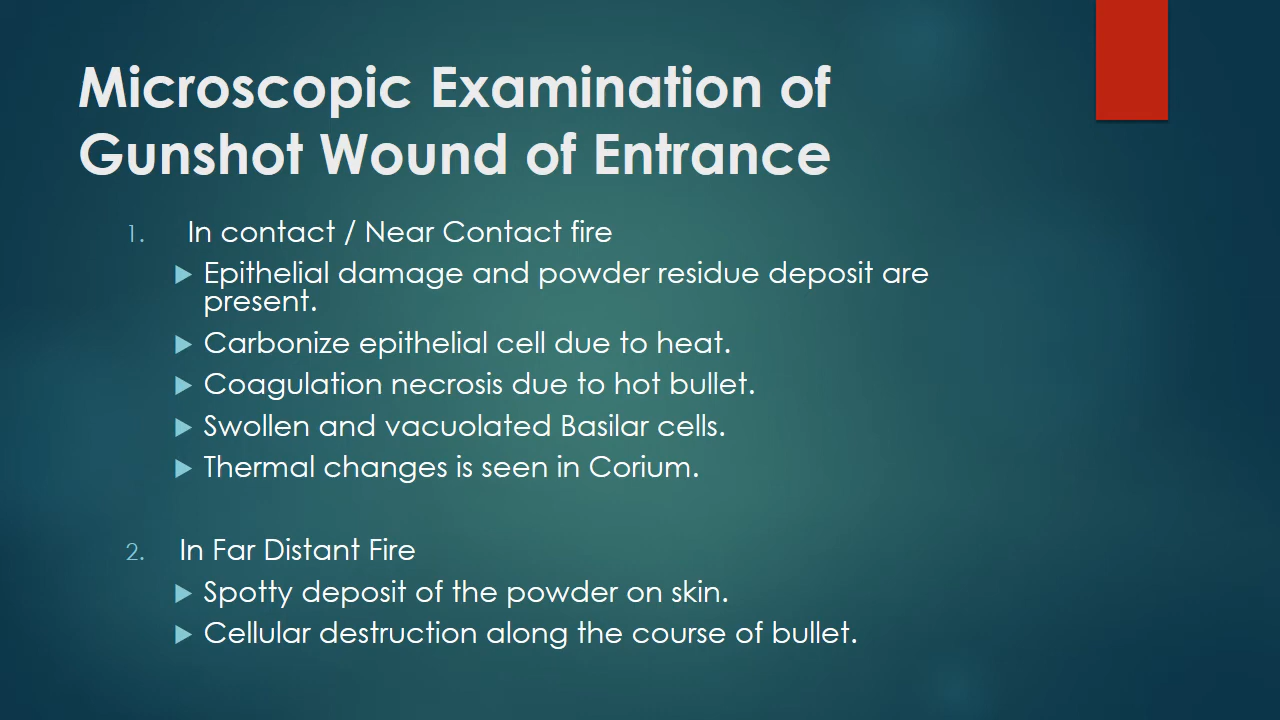 Microscopic Examination of
Gunshot Wound of Entrance
1. In contact / Near Contact fire
▶ Epithelial damage and powder residue deposit are
present.
▶ Carbonize epithelial cell due to heat.
▶ Coagulation necrosis due to hot bullet.
▶ Swollen and vacuolated Basilar cells.
▶ Thermal changes is seen in Corium.
2. In Far Distant Fire
▶ Spotty deposit of the powder on skin.
▶ Cellular destruction along the course of bullet.